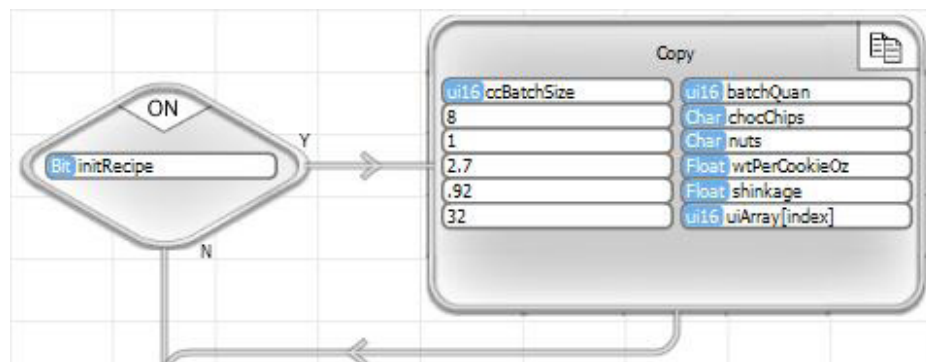 Copy
ON
Y
Bit initRecipe
N
ui16 ccBatchSize ui16 batchQuan
8 Char chocChips
1 Char nuts
2.7 Float wtPerCookieOz
.92 Float shinkage
32 ui16 uiArray[index]